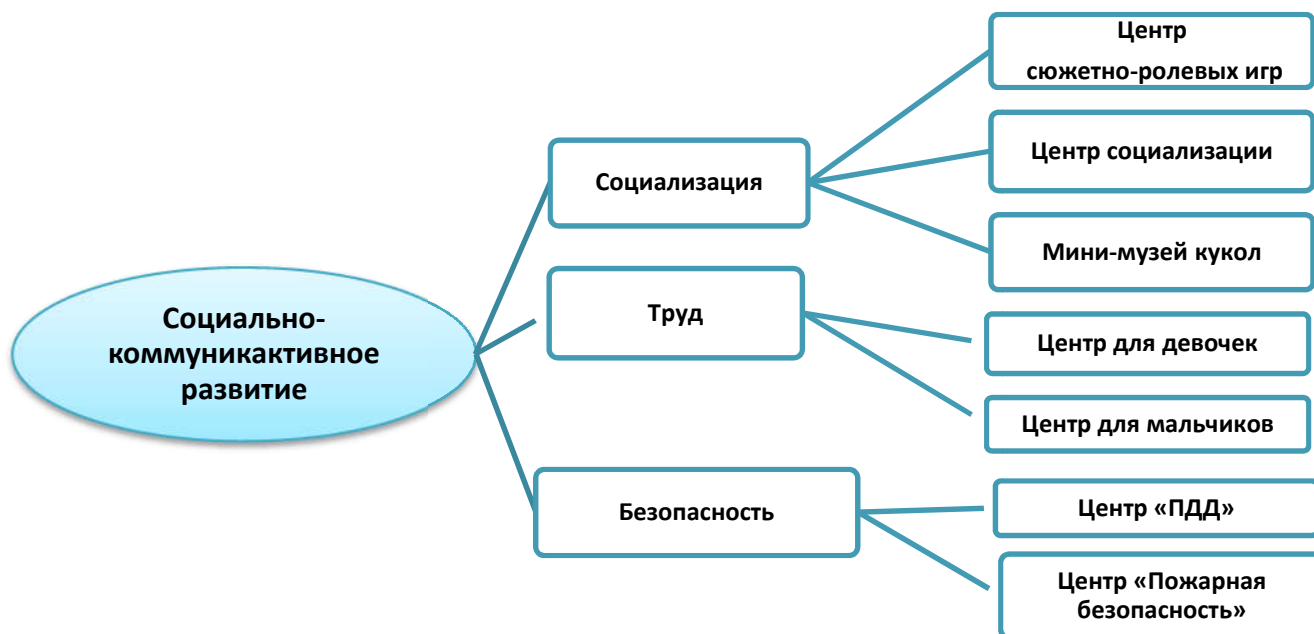 Социально-
коммуникактивное
развитие
Социализация
Труд
Безопасность
Центр
сюжетно-ролевых игр
Центр социализации
Мини-музей кукол
Центр для девочек
Центр для мальчиков
Центр «ПДД»
Центр «Пожарная
безопасность»